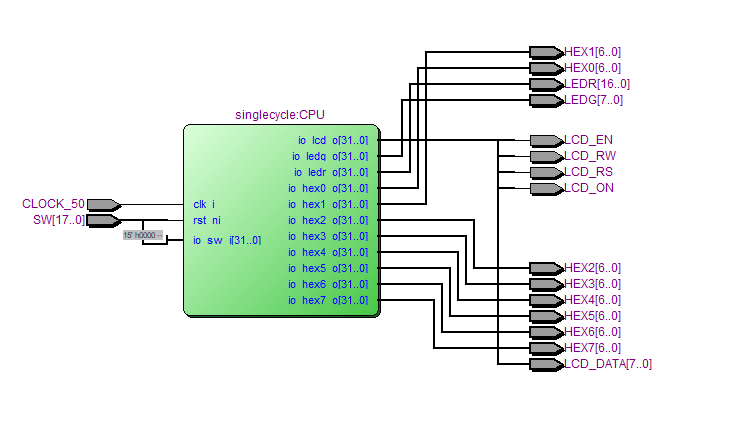 HEX1[6..0]
HEX0[6..0]
LEDR[16..0]
LEDG[7..0]
singlecycle:CPU
io_lcd_o[31..0]
LCD_EN
io_ledg_o[31..0]
LCD_RW
io_ledr_o[31..0]
LCD_RS
io_hex0_o[31..0]
LCD_ON
CLOCK_50
clk_i
io_hex1_o[31..0]
SW[17..0]
rst_ni
io_hex2_o[31..0]
15' h0000 --
io_sw_i[31..0]
io_hex3_o[31..0]
io_hex4_o[31..0]
io_hex5_o[31..0]
HEX2[6..0]
io_hex6_o[31..0]
HEX3[6..0]
io_hex7_o[31..0]
HEX4[6..0]
HEX5[6..0]
HEX6[6..0]
HEX7[6..0]
LCD_DATA[7..0]